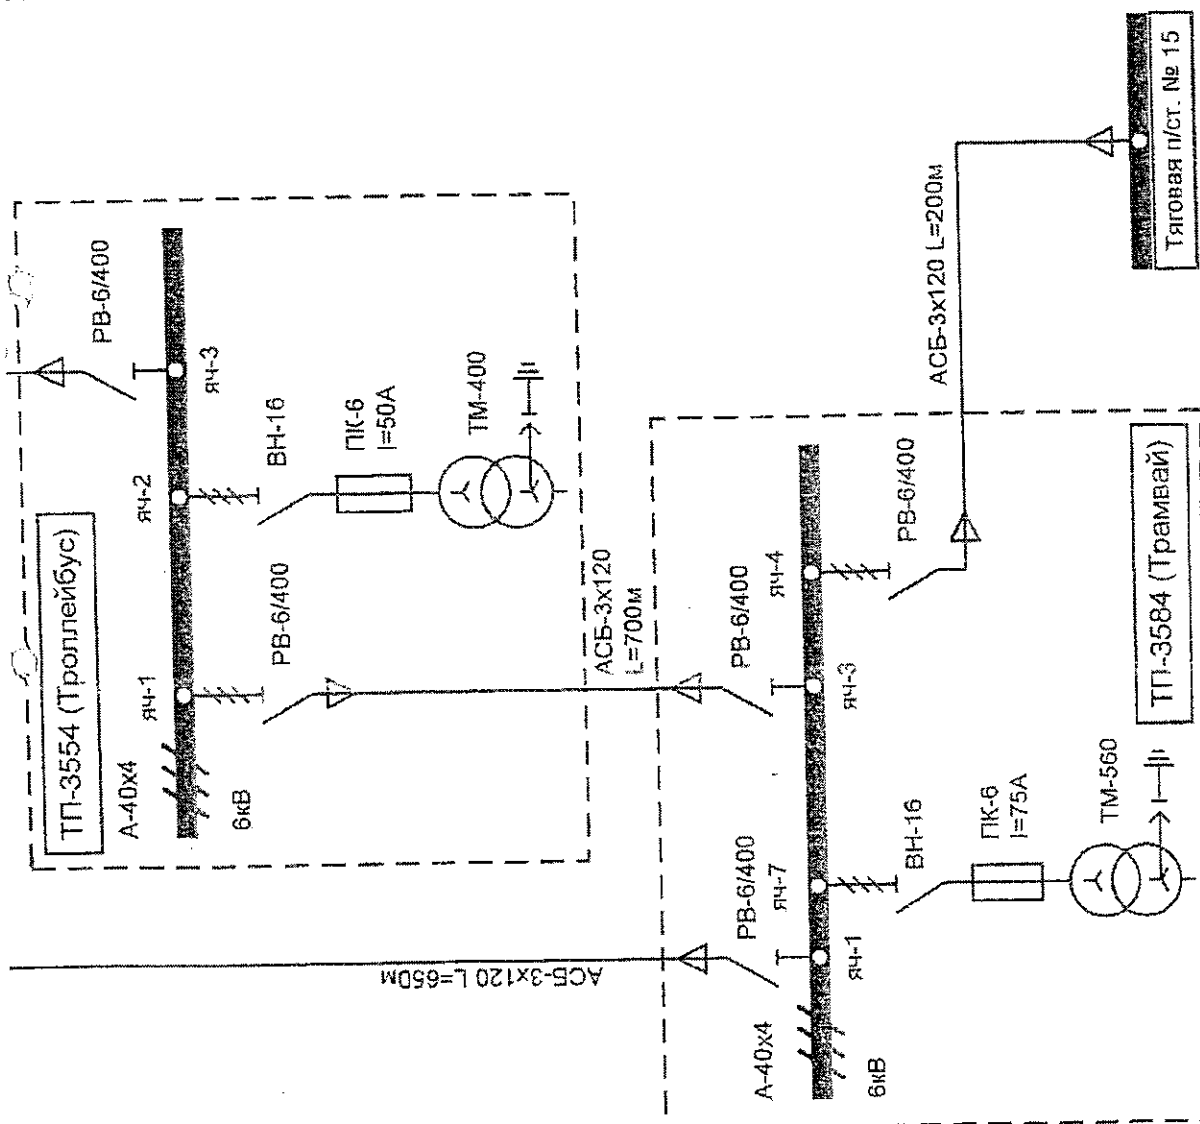 ТП-3554 (Троллейбус)
А-40х4
6кВ
яч-1
яч-2
яч-3
РВ-6/400
РВ-6/400
ВН-16
ПК-6
I=50А
ТМ-400
АСБ-3х120
L=700м
АСБ-3х120 L=650м
ТП-3584 (Трамвай)
А-40х4
6кВ
яч-1
яч-7
яч-3
яч-4
РВ-6/400
РВ-6/400
РВ-6/400
ВН-16
ПК-6
I=75А
ТМ-560
АСБ-3х120 L=200м
Тяговая п/ст. № 15